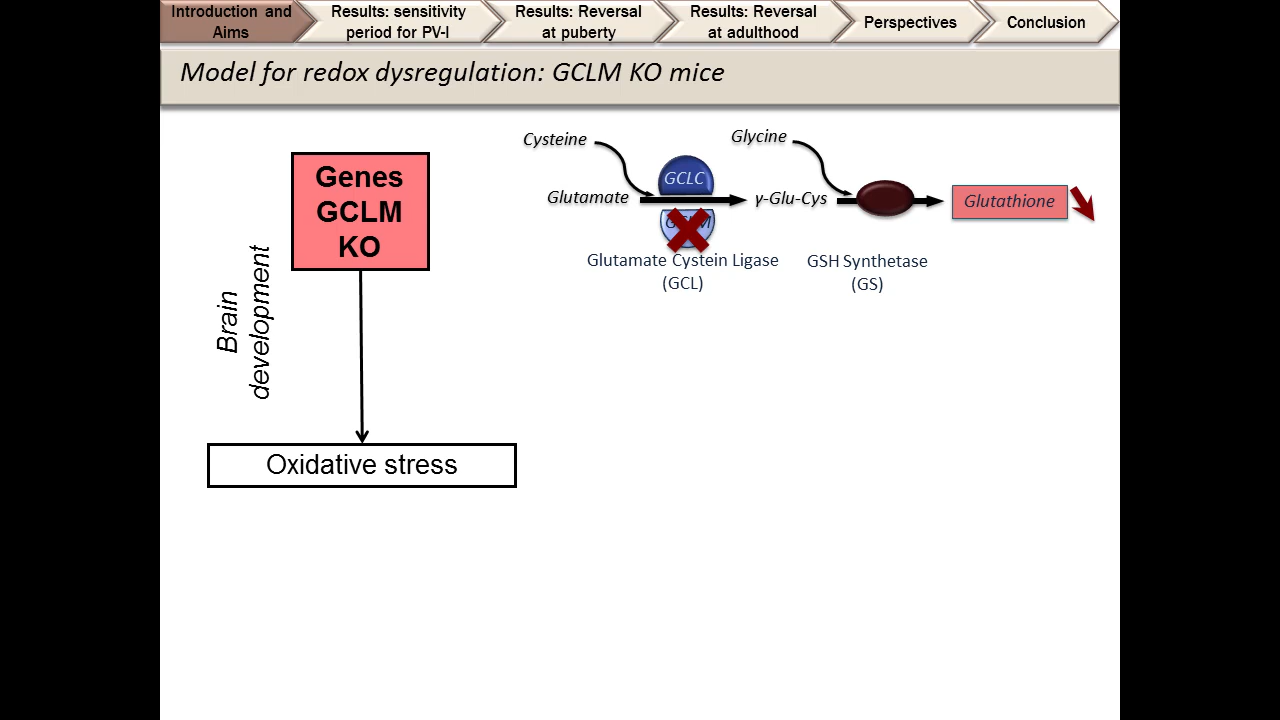 Introduction and
Aims
Results: sensitivity
period for PV-I
Results: Reversal
at puberty
Results: Reversal
at adulthood
Perspectives
Conclusion
Model for redox dysregulation: GCLM KO mice
Genes
GCLM
KO
Brain
development
Oxidative stress
Cysteine
Glycine
GCLC
Glutamate
γ-Glu-Cys
Glutathione
Glutamate Cystein Ligase
(GCL)
GSH Synthetase
(GS)